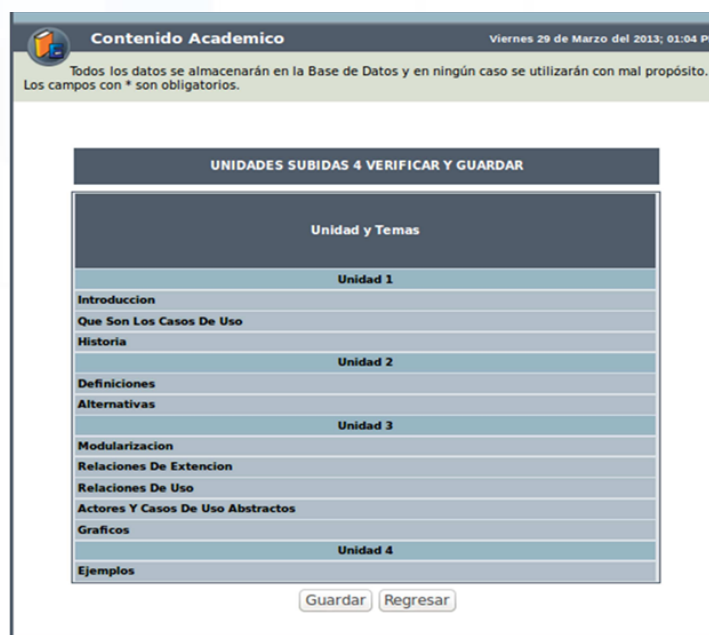 Contenido Academico
Viernes 29 de Marzo del 2013; 01:04 P
Todos los datos se almacenarán en la Base de Datos y en ningún caso se utilizarán con mal propósito.
Los campos con * son obligatorios.
UNIDADES SUBIDAS 4 VERIFICAR Y GUARDAR
Unidad y Temas
Unidad 1
Introduccion
Que Son Los Casos De Uso
Historia
Unidad 2
Definiciones
Alternativas
Unidad 3
Modularizacion
Relaciones De Extencion
Relaciones De Uso
Actores Y Casos De Uso Abstractos
Graficos
Unidad 4
Ejemplos
Guardar Regresar